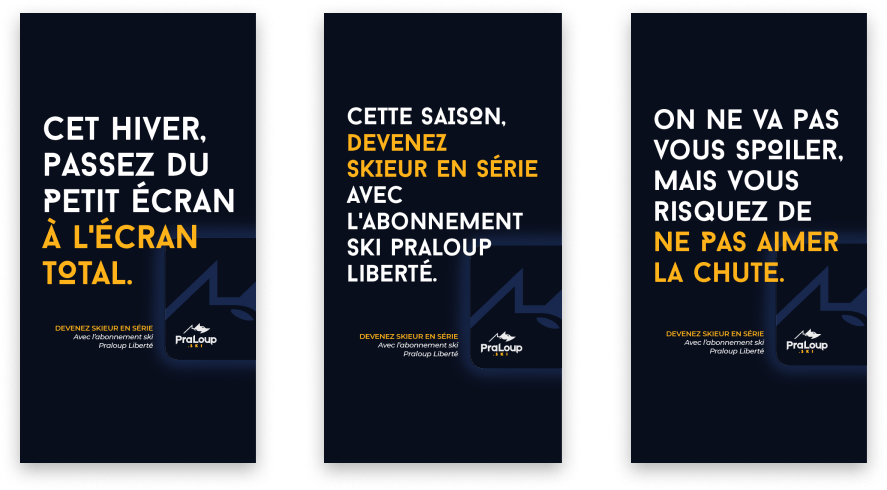 CET HIVER,
PASSEZ DU
PETIT ÉCRAN
À L'ÉCRAN
TOTAL.
DEVENEZ SKIEUR EN SÉRIE
Avec l'abonnement ski
Praloup Liberté
PraLoup
.SKI
CETTE SAISON,
DEVENEZ
SKIEUR EN SÉRIE
AVEC
L'ABONNEMENT
SKI PRALOUP
LIBERTÉ.
DEVENEZ SKIEUR EN SÉRIE
Avec l'abonnement ski
Praloup Liberté
PraLoup
.SKI
ON NE VA PAS
VOUS SPOILER,
MAIS VOUS
RISQUEZ DE
NE PAS AIMER
LA CHUTE.
DEVENEZ SKIEUR EN SÉRIE
Avec l'abonnement ski
Praloup Liberté
PraLoup
.SKI